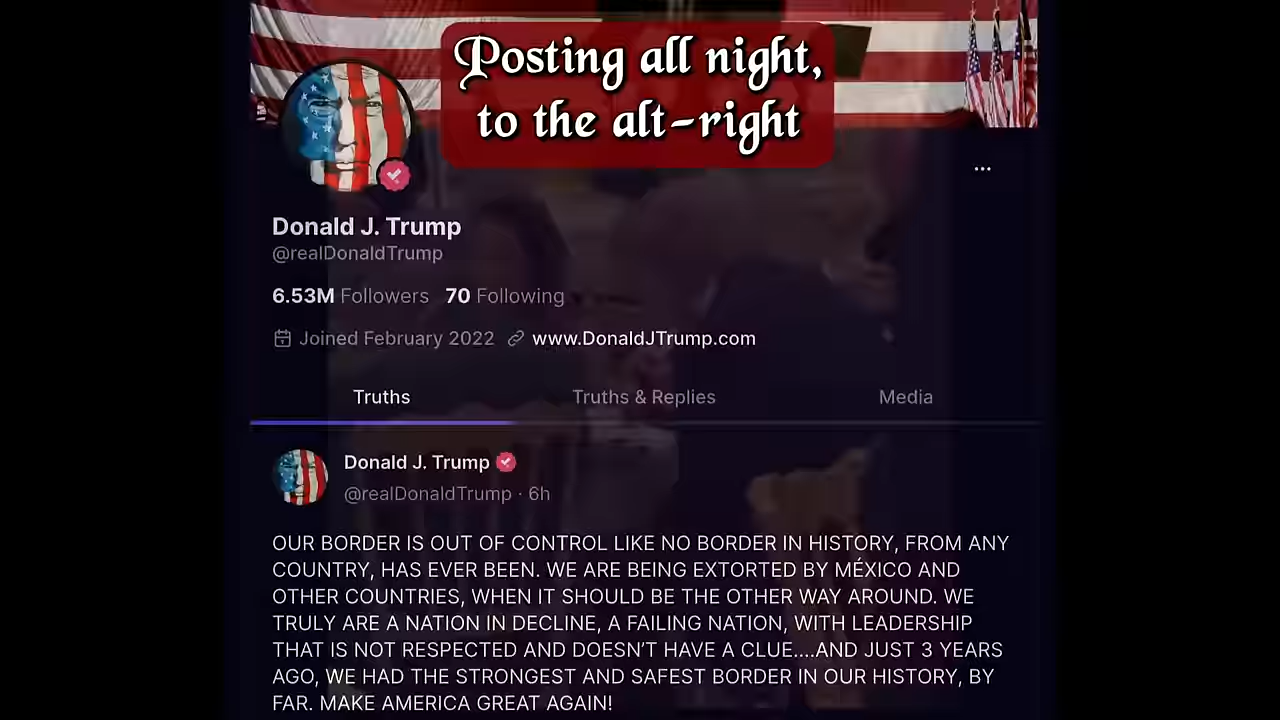 Posting all night,
to the alt-right
...
Donald J. Trump
@realDonaldTrump
6.53M Followers 70 Following
Joined February 2022 www.DonaldJTrump.com
Truths Truths & Replies Media
Donald J. Trump
@realDonaldTrump · 6h
OUR BORDER IS OUT OF CONTROL LIKE NO BORDER IN HISTORY, FROM ANY
COUNTRY, HAS EVER BEEN. WE ARE BEING EXTORTED BY MÉXICO AND
OTHER COUNTRIES, WHEN IT SHOULD BE THE OTHER WAY AROUND. WE
TRULY ARE A NATION IN DECLINE, A FAILING NATION, WITH LEADERSHIP
THAT IS NOT RESPECTED AND DOESN'T HAVE A CLUE....AND JUST 3 YEARS
AGO, WE HAD THE STRONGEST AND SAFEST BORDER IN OUR HISTORY, BY
FAR. MAKE AMERICA GREAT AGAIN!